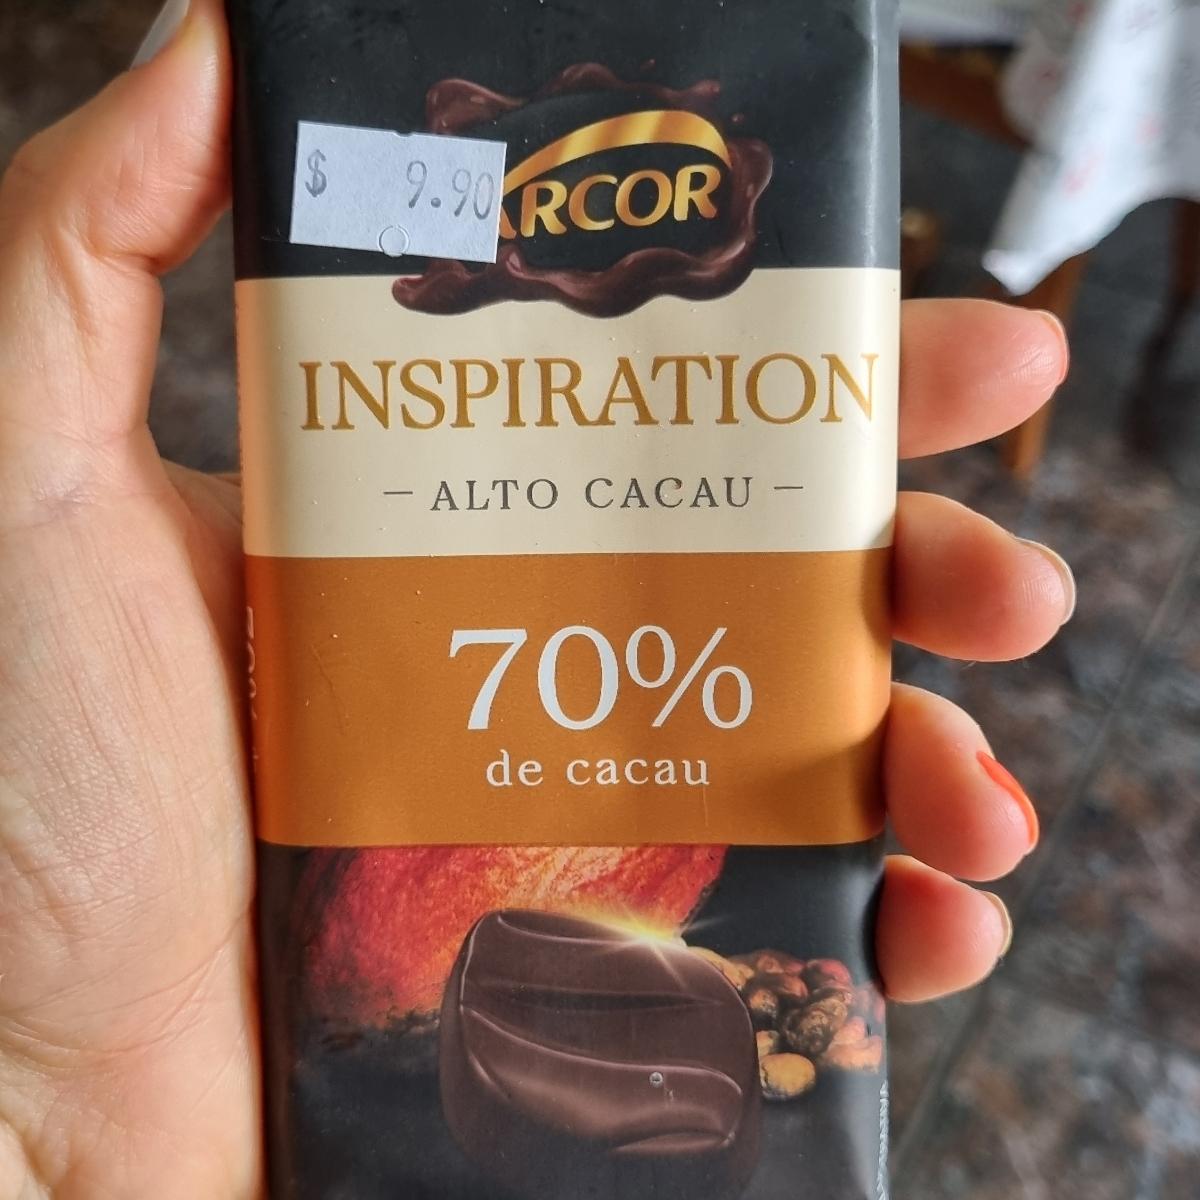 $ 9.90
ARCOR
INSPIRATION
- ALTO CACAU -
70%
de cacau